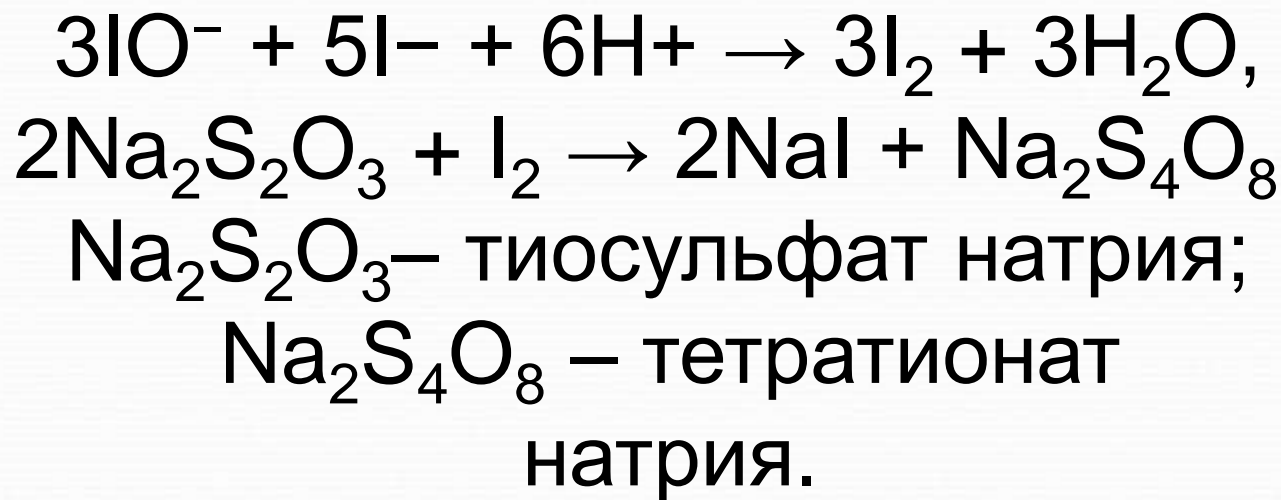 3IO⁻ + 5I− + 6H+ → 3I₂ + 3H₂O,
2Na₂S₂O₃ + I₂ → 2NaI + Na₂S₄O₈
Na₂S₂O₃– тиосульфат натрия;
Na₂S₄O₈ – тетратионат
натрия.